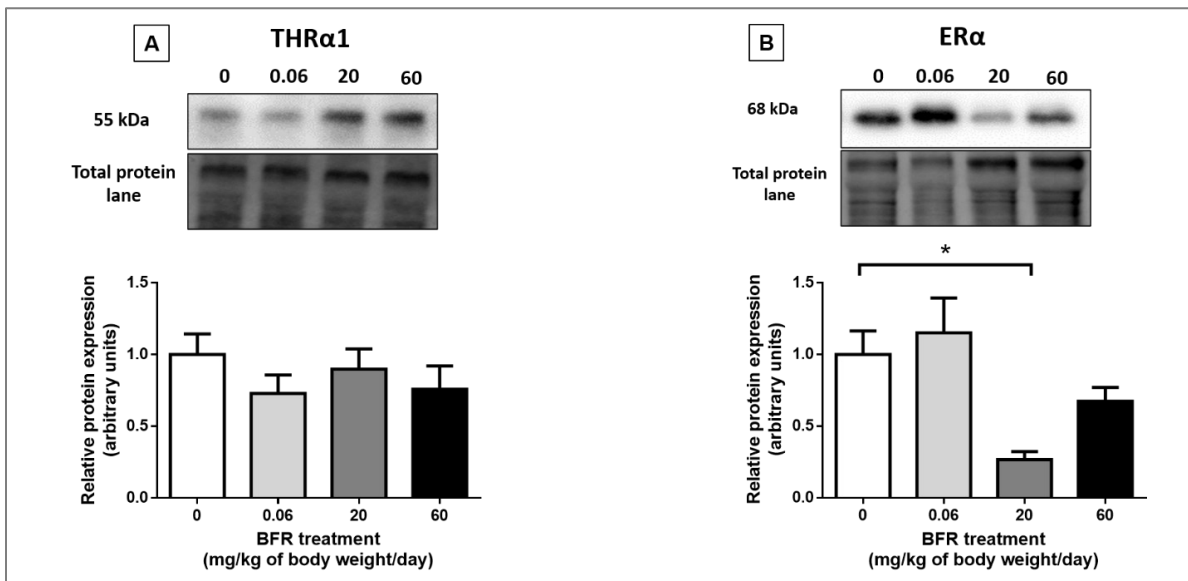 A
THRα1
0 0.06 20 60
55 kDa
Total protein
lane
Relative protein expression
(arbitrary units)
1.5
1.0
0.5
0.0
0 0.06 20 60
BFR treatment
(mg/kg of body weight/day)
B
ERα
0 0.06 20 60
68 kDa
Total protein
lane
*
Relative protein expression
(arbitrary units)
1.5
1.0
0.5
0.0
0 0.06 20 60
BFR treatment
(mg/kg of body weight/day)